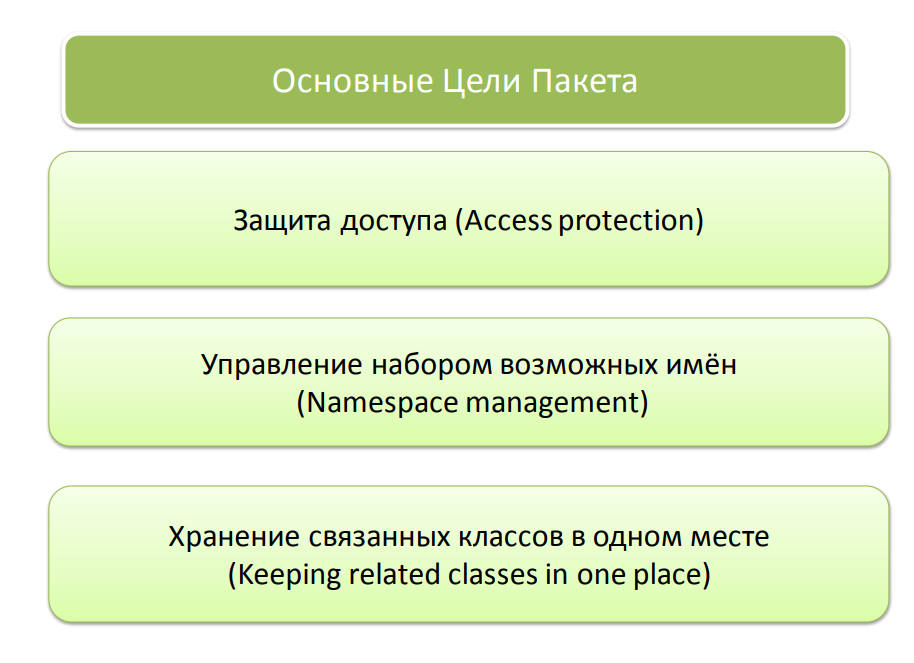 Основные Цели Пакета
Защита доступа (Access protection)
Управление набором возможных имён
(Namespace management)
Хранение связанных классов в одном месте
(Keeping related classes in one place)